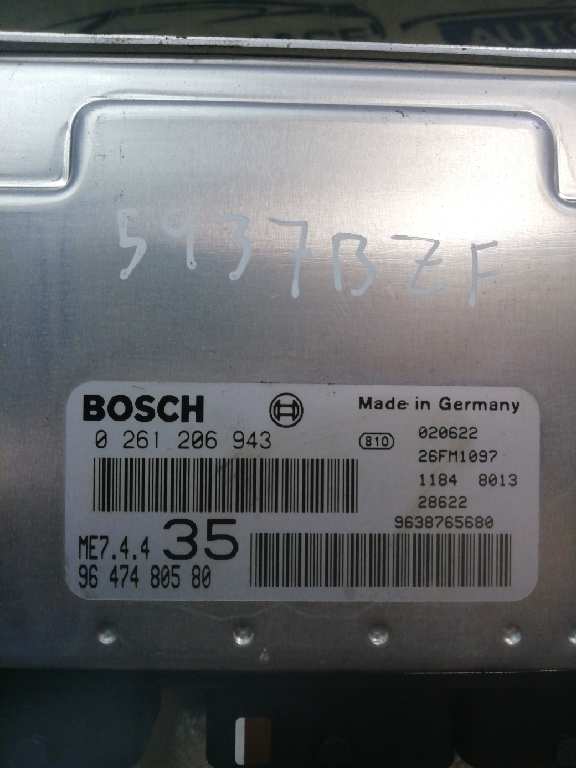 AUTO
5937BZF
BOSCH
Made in Germany
0 261 206 943
810
020622
26FM1097
1184 8013
28622
9638765680
ME7.4.4 35
96 474 805 80